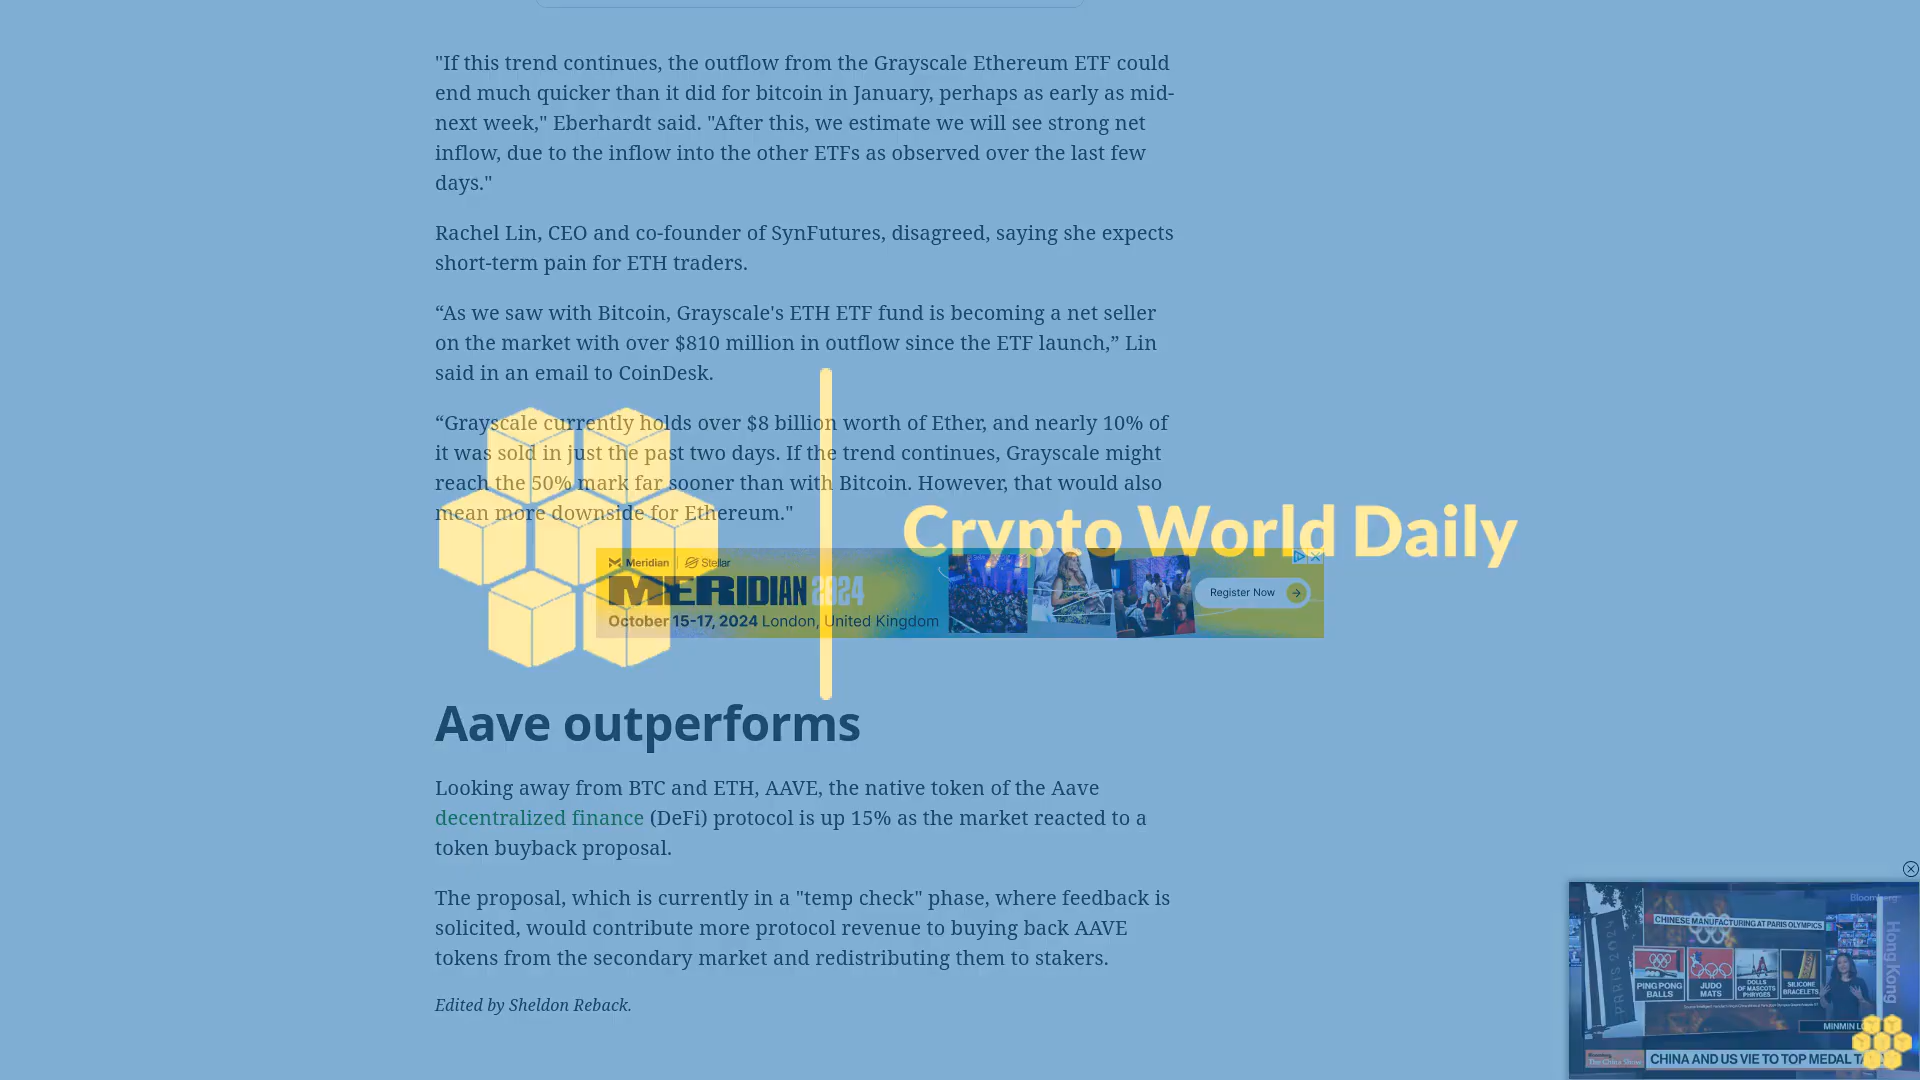 "If this trend continues, the outflow from the Grayscale Ethereum ETF could
end much quicker than it did for bitcoin in January, perhaps as early as mid-
next week," Eberhardt said. "After this, we estimate we will see strong net
inflow, due to the inflow into the other ETFs as observed over the last few
days."
Rachel Lin, CEO and co-founder of SynFutures, disagreed, saying she expects
short-term pain for ETH traders.
“As we saw with Bitcoin, Grayscale's ETH ETF fund is becoming a net seller
on the market with over $810 million in outflow since the ETF launch,” Lin
said in an email to CoinDesk.
“Grayscale currently holds over $8 billion worth of Ether, and nearly 10% of
it was sold in just the past two days. If the trend continues, Grayscale might
reach the 50% mark far sooner than with Bitcoin. However, that would also
mean more downside for Ethereum."
Crypto World Daily
Meridian | Stellar
MERIDIAN 2024
October 15-17, 2024 London, United Kingdom
Register Now
Aave outperforms
Looking away from BTC and ETH, AAVE, the native token of the Aave
decentralized finance (DeFi) protocol is up 15% as the market reacted to a
token buyback proposal.
The proposal, which is currently in a "temp check" phase, where feedback is
solicited, would contribute more protocol revenue to buying back AAVE
tokens from the secondary market and redistributing them to stakers.
Edited by Sheldon Reback.
Bloomberg
CHINESE MANUFACTURING AT PARIS OLYMPICS
PARIS 2024
Hong Kong
PING PONG
BALLS
JUDO
MATS
DOLLS
OF MASCOTS
PHRYGES
SILICONE
BRACELETS
MINMIN
The China Show
CHINA AND US VIE TO TOP MEDAL